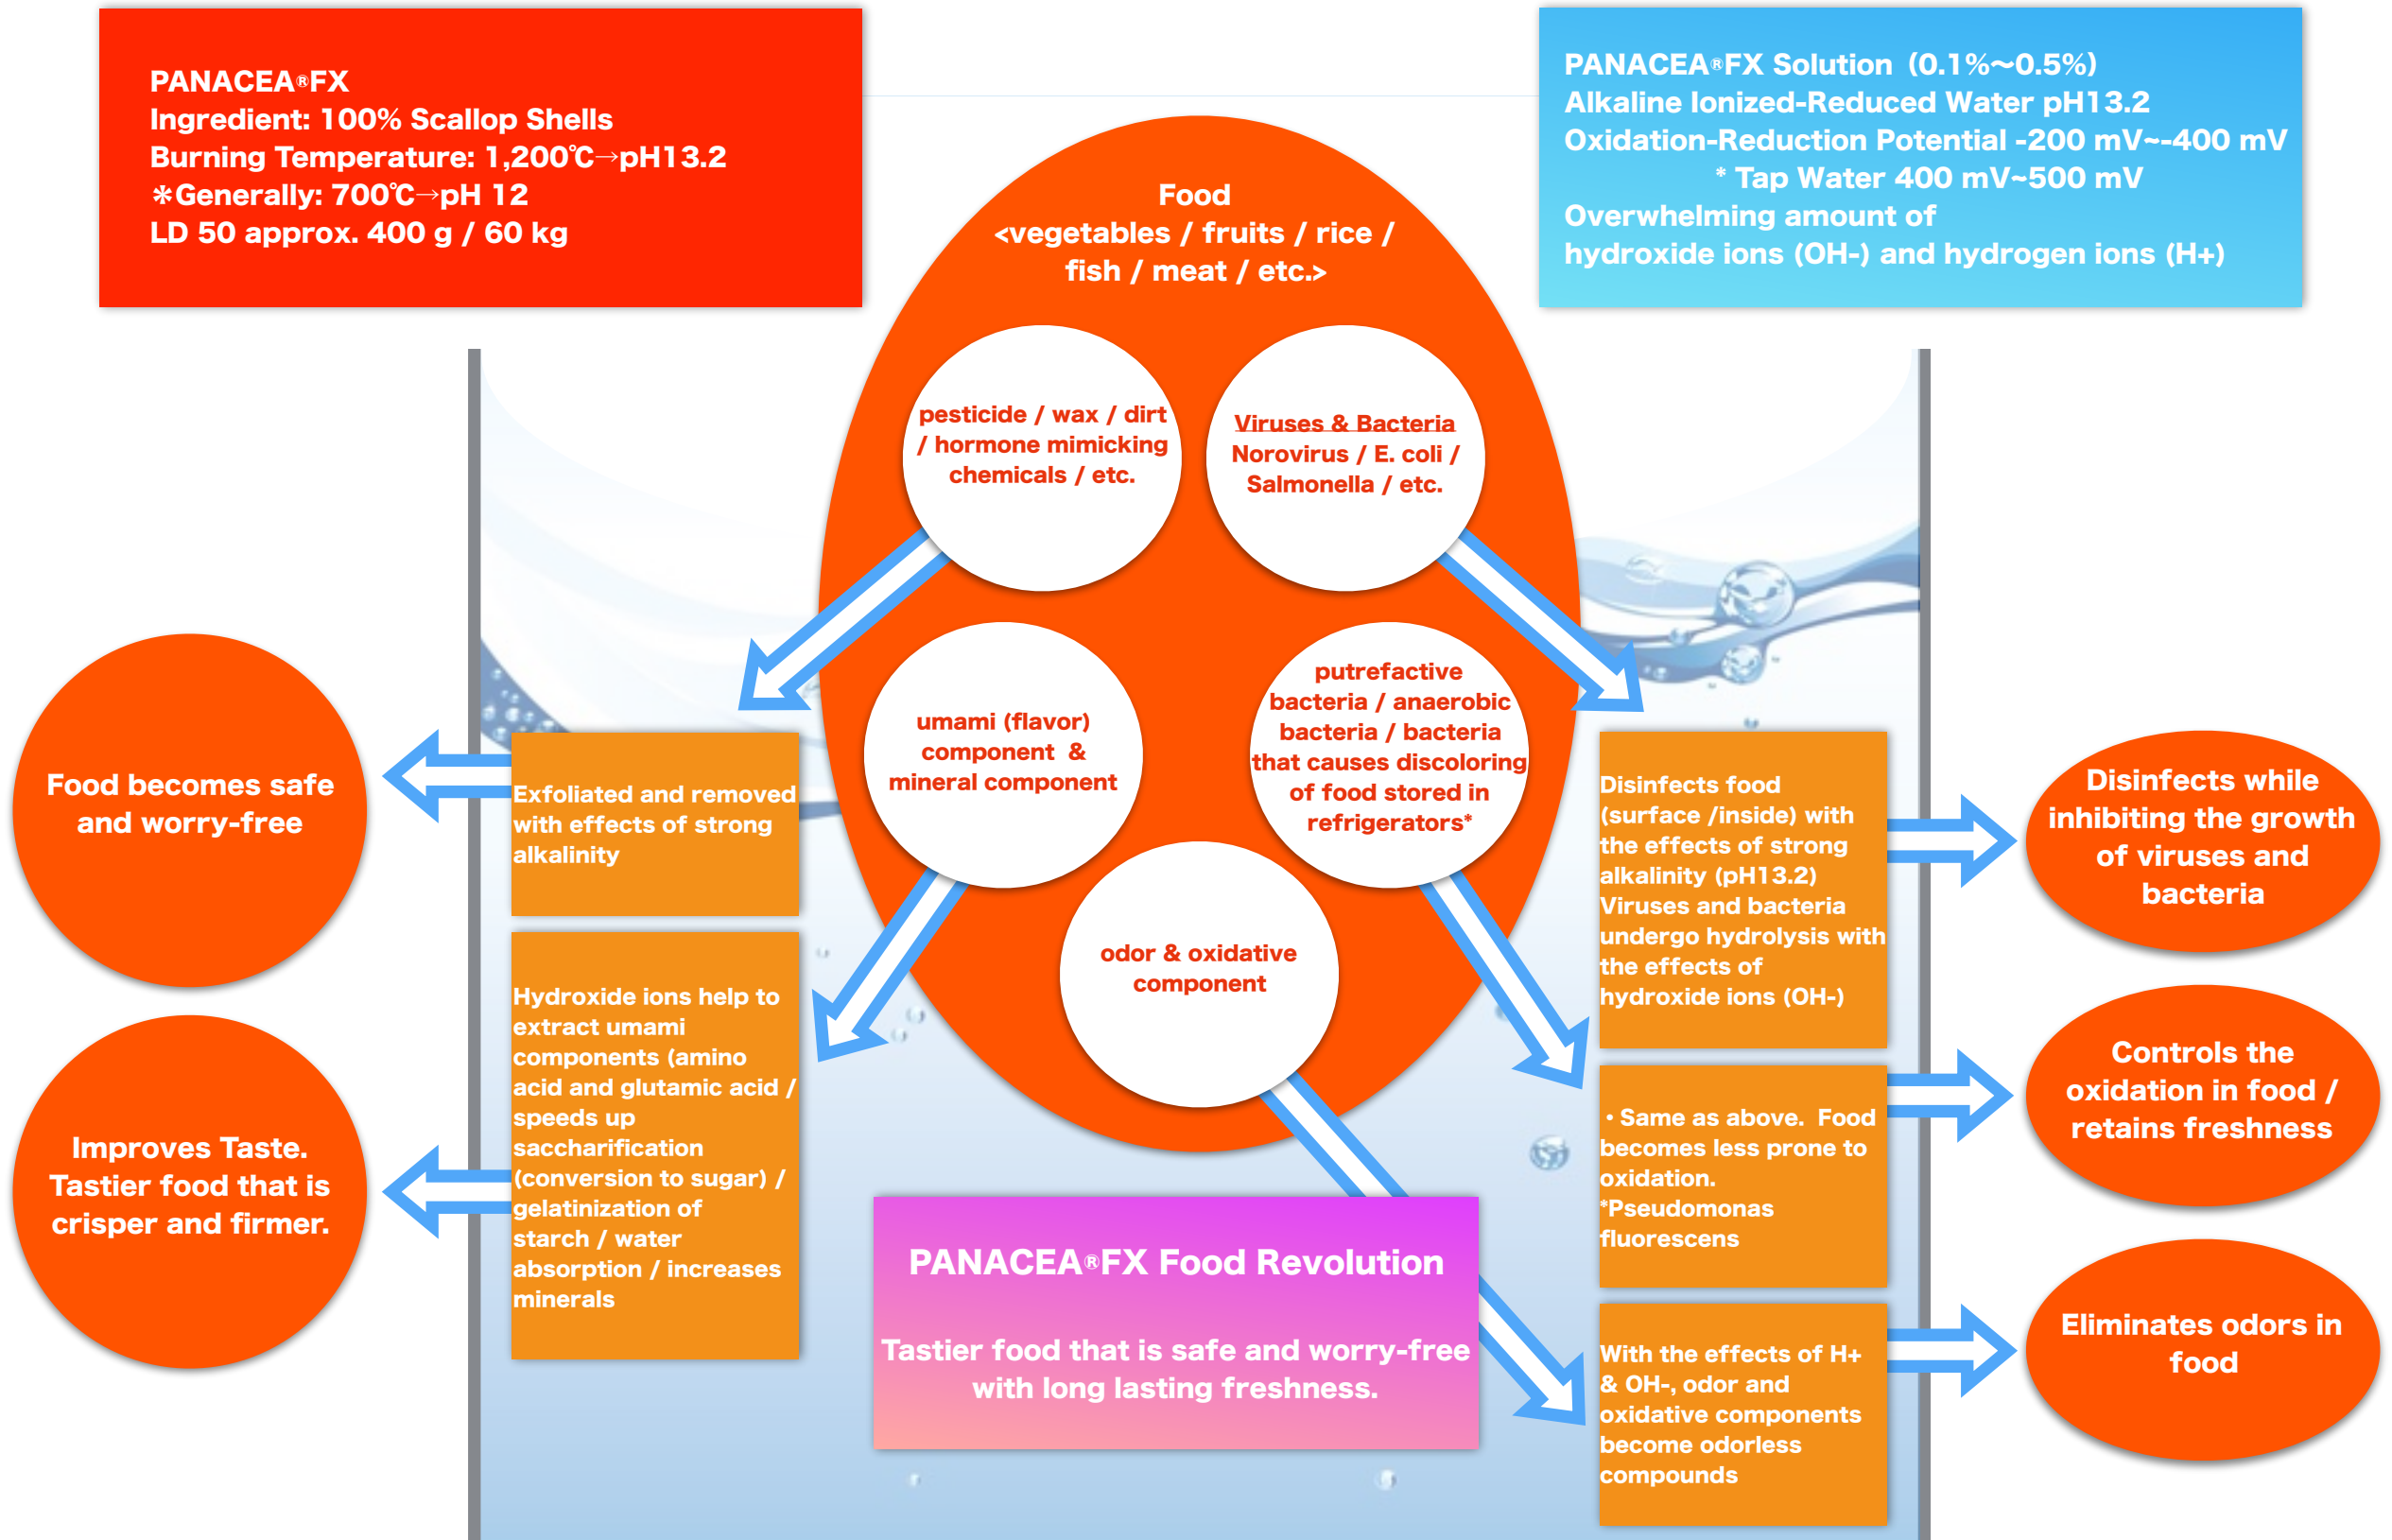 PANACEA®FX
Ingredient: 100% Scallop Shells
Burning Temperature: 1,200℃→pH13.2
＊Generally: 700℃→pH 12
LD 50 approx. 400 g / 60 kg
PANACEA®FX Solution (0.1%〜0.5%)
Alkaline Ionized-Reduced Water pH13.2
Oxidation-Reduction Potential -200 mV~-400 mV
* Tap Water 400 mV~500 mV
Overwhelming amount of
hydroxide ions (OH-) and hydrogen ions (H+)
Food
<vegetables / fruits / rice /
fish / meat / etc.>
pesticide / wax / dirt
/ hormone mimicking
chemicals / etc.
Viruses & Bacteria
Norovirus / E. coli /
Salmonella / etc.
umami (flavor)
component &
mineral component
putrefactive
bacteria / anaerobic
bacteria / bacteria
that causes discoloring
of food stored in
refrigerators*
odor & oxidative
component
Food becomes safe
and worry-free
Exfoliated and removed
with effects of strong
alkalinity
Improves Taste.
Tastier food that is
crisper and firmer.
Hydroxide ions help to
extract umami
components (amino
acid and glutamic acid /
speeds up
saccharification
(conversion to sugar) /
gelatinization of
starch / water
absorption / increases
minerals
PANACEA®FX Food Revolution
Tastier food that is safe and worry-free
with long lasting freshness.
Disinfects food
(surface /inside) with
the effects of strong
alkalinity (pH13.2)
Viruses and bacteria
undergo hydrolysis with
the effects of
hydroxide ions (OH-)
Disinfects while
inhibiting the growth
of viruses and
bacteria
・Same as above. Food
becomes less prone to
oxidation.
*Pseudomonas
fluorescens
Controls the
oxidation in food /
retains freshness
With the effects of H+
& OH-, odor and
oxidative components
become odorless
compounds
Eliminates odors in
food